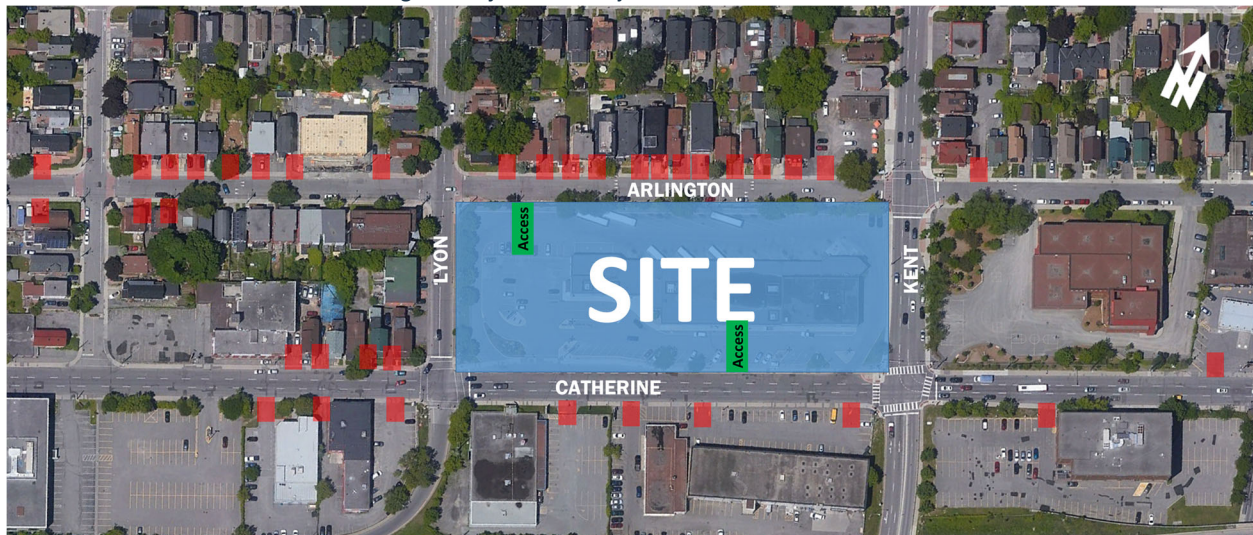 N
ARLINGTON
Access
LYON
SITE
KENT
Access
CATHERINE